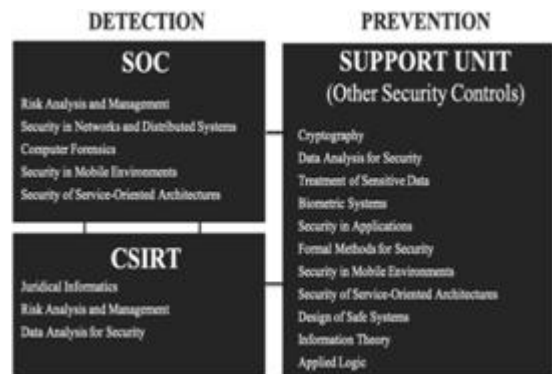 DETECTION
SOC
Risk Analysis and Management
Security in Networks and Distributed Systems
Computer Forensics
Security in Mobile Environments
Security of Service-Oriented Architectures
CSIRT
Juridical Informatics
Risk Analysis and Management
Data Analysis for Security
PREVENTION
SUPPORT UNIT
(Other Security Controls)
Cryptography
Data Analysis for Security
Treatment of Sensitive Data
Biometric Systems
Security in Applications
Formal Methods for Security
Security in Mobile Environments
Security of Service-Oriented Architectures
Design of Safe Systems
Information Theory
Applied Logic